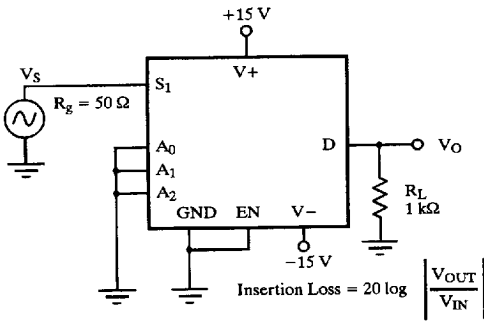 +15 V
V+
VS
S1
Rg = 50 Ω
A0
A1
A2
D
VO
RL
1 kΩ
GND EN V−
−15 V
Insertion Loss = 20 log |VOUT
VIN|